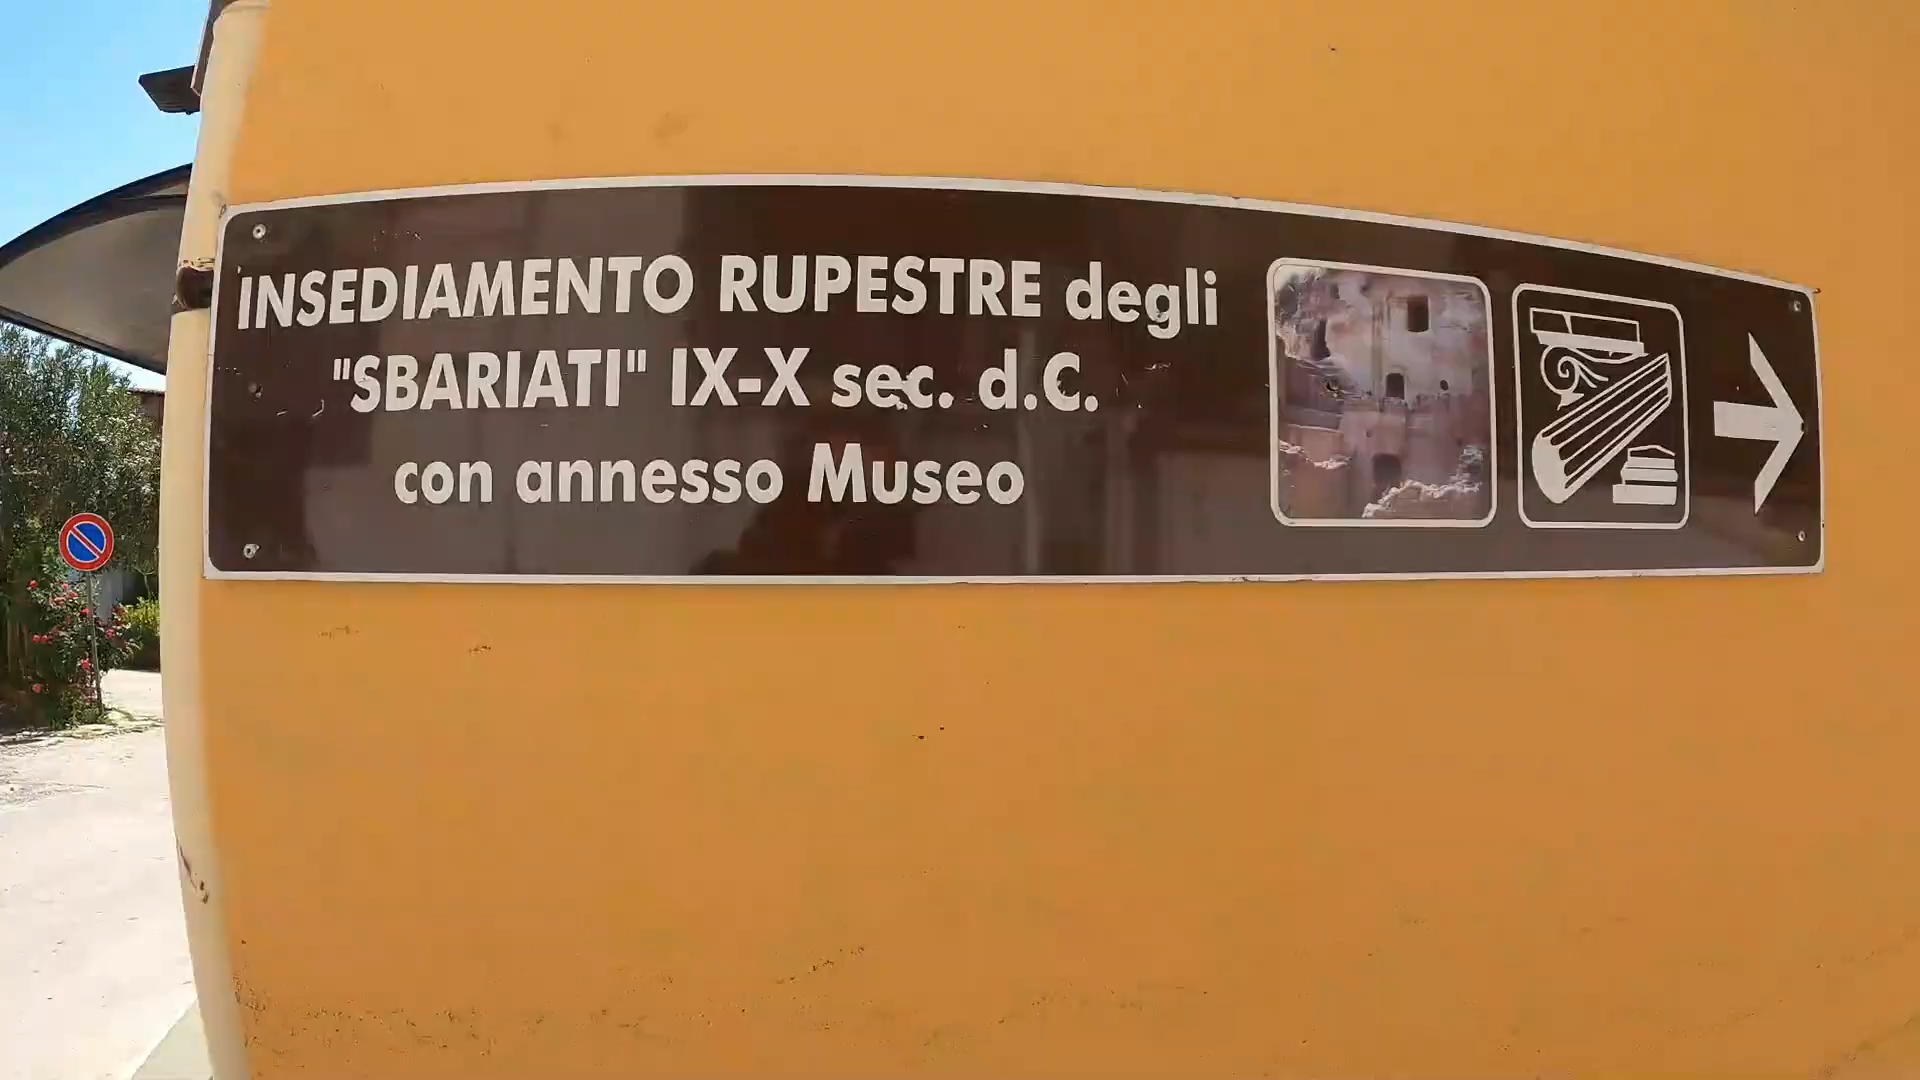 INSEDIAMENTO RUPESTRE degli
"SBARIATI" IX-X sec. d.C.
con annesso Museo